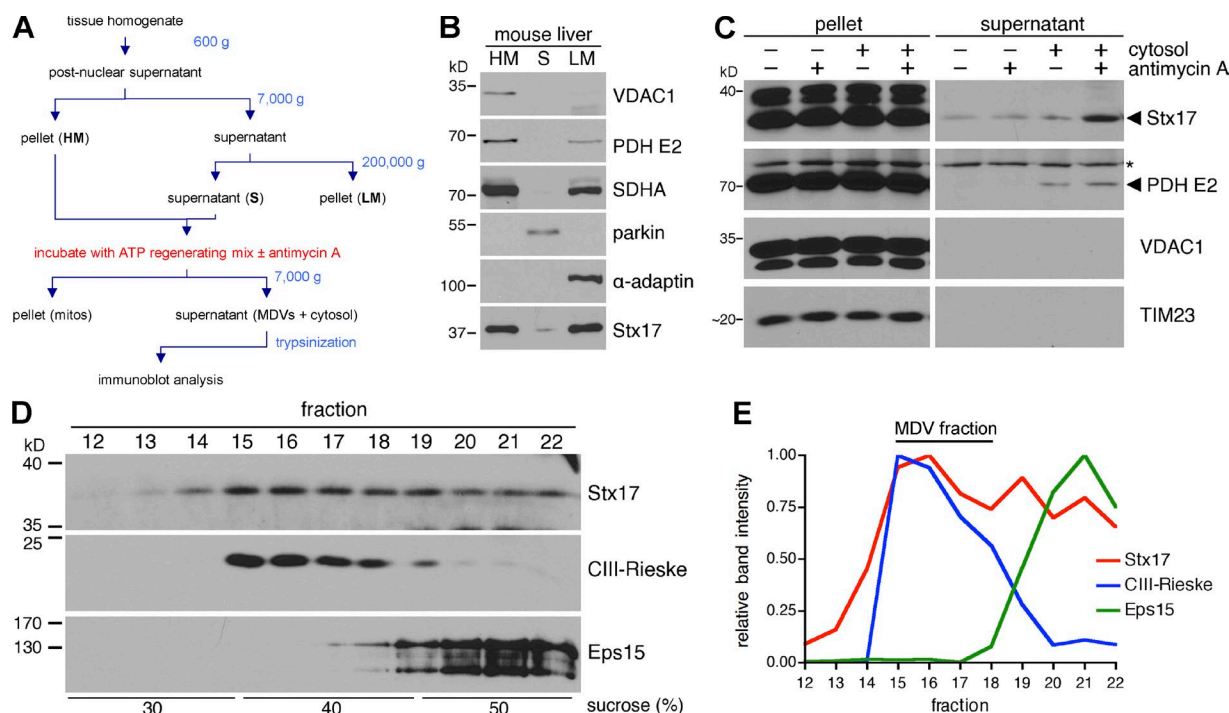 A
tissue homogenate
600 g
post-nuclear supernatant
7,000 g
pellet (HM)
supernatant
200,000 g
supernatant (S)
pellet (LM)
incubate with ATP regenerating mix ± antimycin A
7,000 g
pellet (mitos)
supernatant (MDVs + cytosol)
trypsinization
immunoblot analysis
B
mouse liver
kD HM S LM
35
VDAC1
70
PDH E2
70
SDHA
55
parkin
100
α-adaptin
37
Stx17
C
pellet supernatant
– – + + – – + + cytosol
– + – + – + – + antimycin A
kD
40
Stx17
*
70
PDH E2
35
VDAC1
~20
TIM23
D
fraction
12 13 14 15 16 17 18 19 20 21 22
kD
40
Stx17
35
25
CIII-Rieske
170
130
Eps15
30 40 50 sucrose (%)
E
MDV fraction
relative band intensity
1.00
0.75
0.50
0.25
0.00
Stx17
CIII-Rieske
Eps15
12 13 14 15 16 17 18 19 20 21 22
fraction